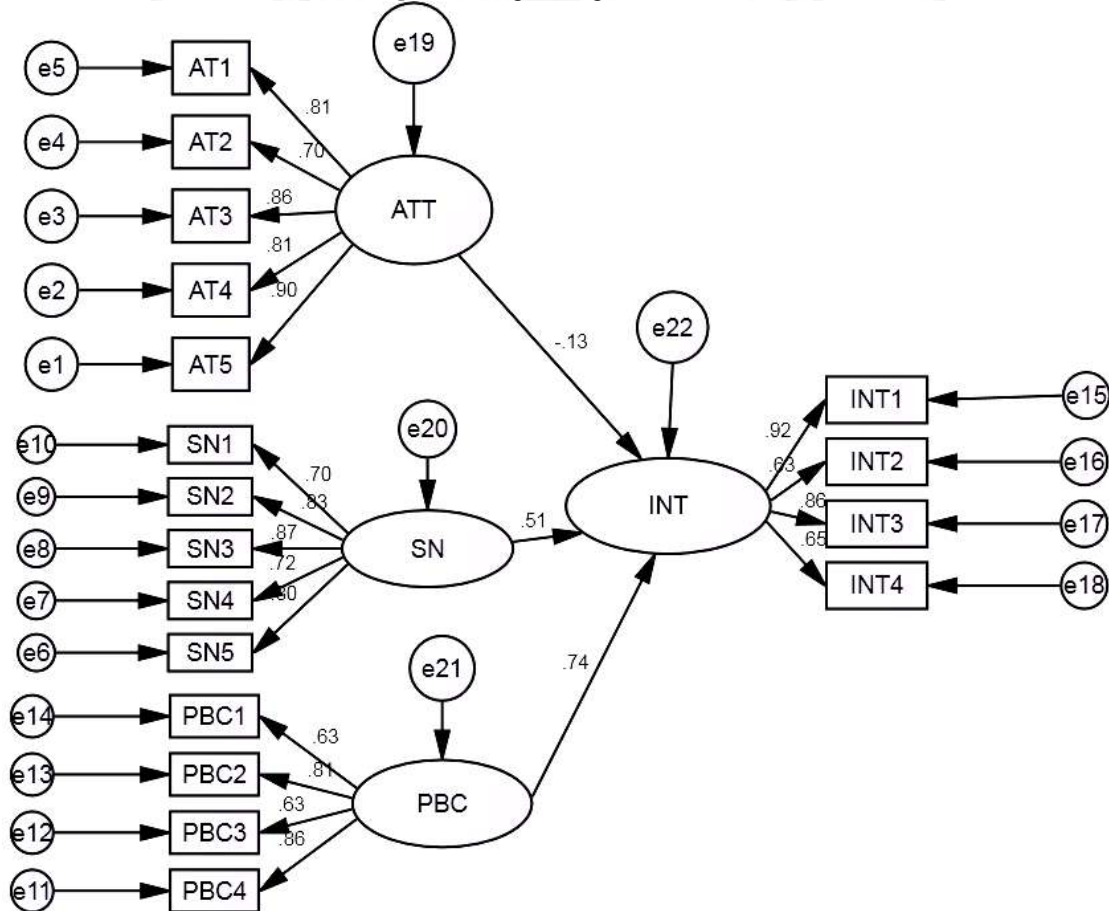 e19
e5 AT1
.81
e4 AT2
.70
e3 AT3
.86
ATT
.81
e2 AT4
.90
e1 AT5
-.13
e22
e10 SN1
.70
e20
e9 SN2
.83
e8 SN3
.87
SN
.51
.72
e7 SN4
.80
e6 SN5
INT
.92
INT1 e15
.63
INT2 e16
.86
INT3 e17
.65
INT4 e18
e21
.74
e14 PBC1
.63
e13 PBC2
.81
e12 PBC3
.63
PBC
.86
e11 PBC4